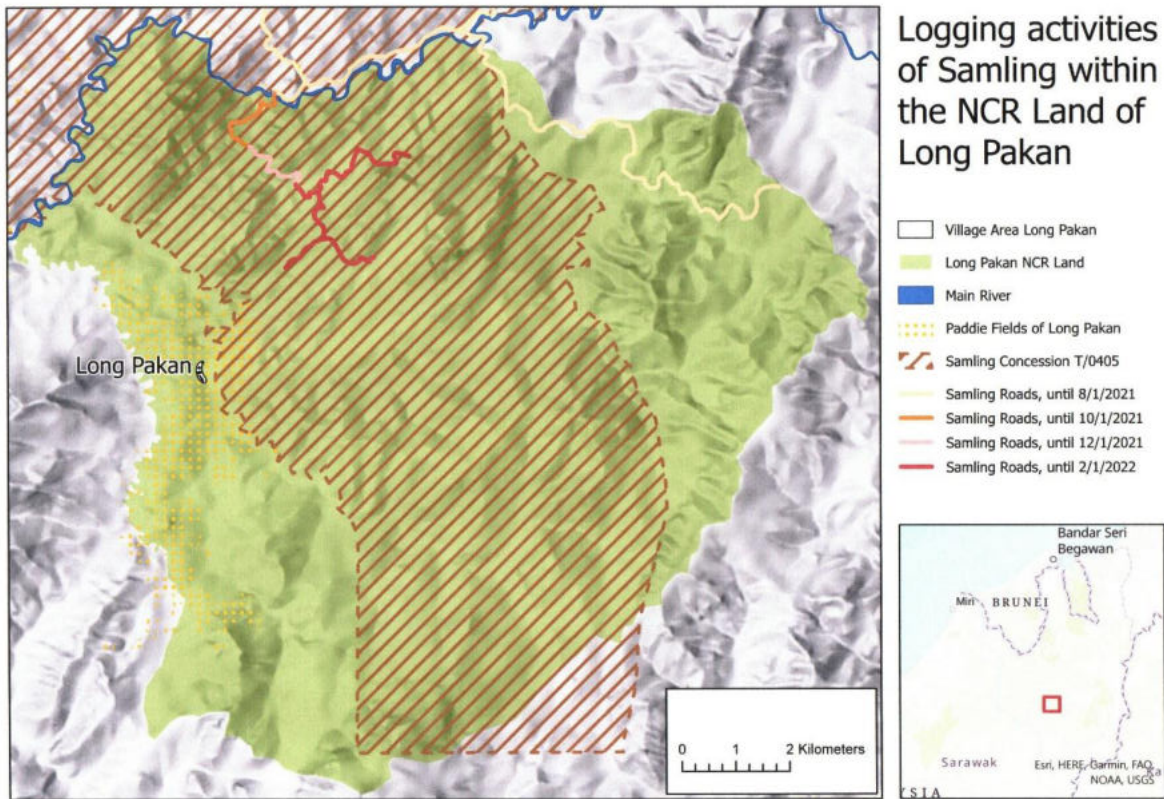 Logging activities
of Samling within
the NCR Land of
Long Pakan
Village Area Long Pakan
Long Pakan NCR Land
Main River
Paddie Fields of Long Pakan
Samling Concession T/0405
Samling Roads, until 8/1/2021
Samling Roads, until 10/1/2021
Samling Roads, until 12/1/2021
Samling Roads, until 2/1/2022
Long Pakan
0 1 2 Kilometers
Bandar Seri
Begawan
Miri
BRUNEI
Sarawak
Esri, HERE, Garmin, FAO,
NOAA, USGS
Ka
YSIA